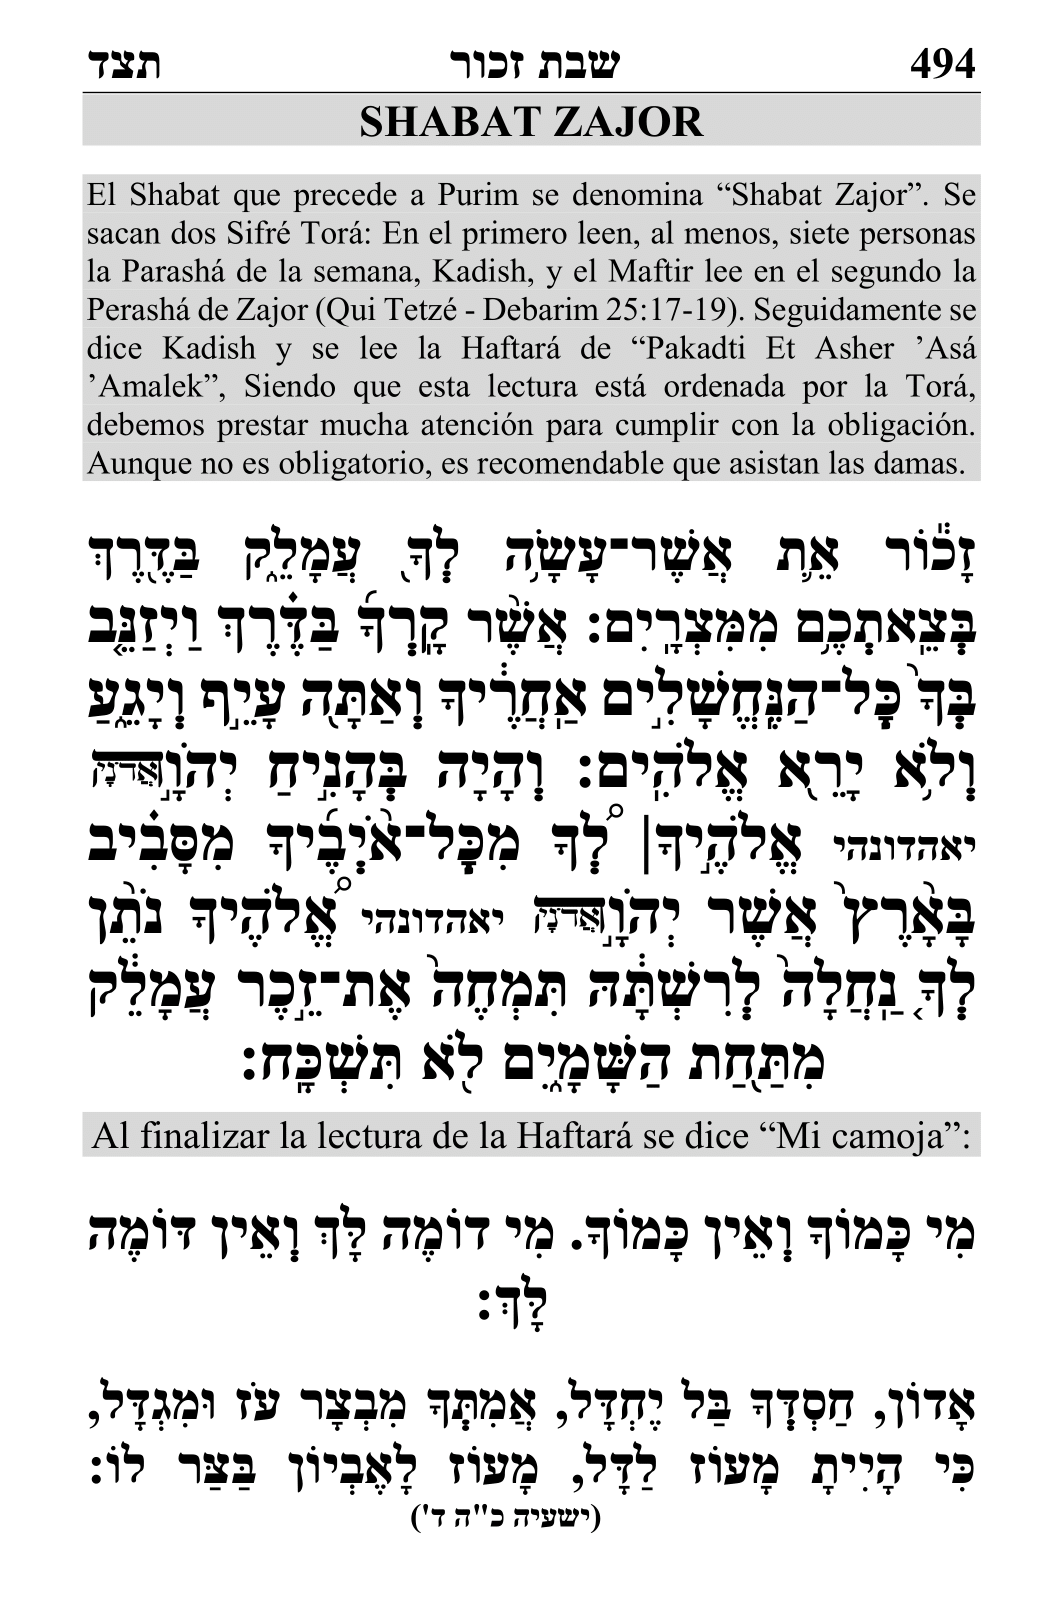 494 שבת זכור תצד
SHABAT ZAJOR
El Shabat que precede a Purim se denomina “Shabat Zajor”. Se
sacan dos Sifré Torá: En el primero leen, al menos, siete personas
la Parashá de la semana, Kadish, y el Maftir lee en el segundo la
Perashá de Zajor (Qui Tetzé - Debarim 25:17-19). Seguidamente se
dice Kadish y se lee la Haftará de “Pakadti Et Asher ’Asá
’Amalek”, Siendo que esta lectura está ordenada por la Torá,
debemos prestar mucha atención para cumplir con la obligación.
Aunque no es obligatorio, es recomendable que asistan las damas.
זָכ֕וֹר אֵ֛ת אֲשֶׁר־עָשָׂ֥ה לְךָ֖ עֲמָלֵ֑ק בַּדֶּ֖רֶךְ
בְּצֵאתְכֶ֥ם מִמִּצְרָֽיִם׃ אֲשֶׁ֨ר קָֽרְךָ֜ בַּדֶּ֗רֶךְ וַיְזַנֵּ֤ב
בְּךָ֙ כׇּל־הַנֶּֽחֱשָׁלִ֣ים אַֽחֲרֶ֔יךָ וְאַתָּ֖ה עָיֵ֣ף וְיָגֵ֑עַ
וְלֹ֥א יָרֵ֖א אֱלֹהִֽים׃ וְהָיָ֡ה בְּהָנִ֣יחַ יְהֹוָ֣ה אֲדֹנָי
יאהדונהי אֱלֹהֶ֣יךָ| לְ֠ךָ מִכׇּל־אֹ֨יְבֶ֜יךָ מִסָּבִ֗יב
בָּאָ֙רֶץ֙ אֲשֶׁ֣ר יְהֹוָ֣ה אֲדֹנָי יאהדונהי אֱ֠לֹהֶיךָ נֹתֵ֨ן
לְךָ֤ נַֽחֲלָה֙ לְרִשְׁתָּ֔הּ תִּמְחֶה֙ אֶת־זֵ֣כֶר עֲמָלֵ֔ק
מִתַּ֖חַת הַשָּׁמָ֑יִם לֹ֖א תִּשְׁכָּֽח׃
Al finalizar la lectura de la Haftará se dice “Mi camoja”:
מִי כָּמוֹךָ וְאֵין כָּמוֹךָ. מִי דוֹמֶה לָּךְ וְאֵין דּוֹמֶה
לָּךְ׃
אָדוֹן, חַסְדְּךָ בַּל יֶחְדָּל, אֲמִתְּךָ מִבְצָר עֹז וּמִגְדָּל,
כִּי הָיִיתָ מָעוֹז לַדָּל, מָעוֹז לָאֶבְיוֹן בַּצַּר לוֹ׃
(ישעיה כ"ה ד')